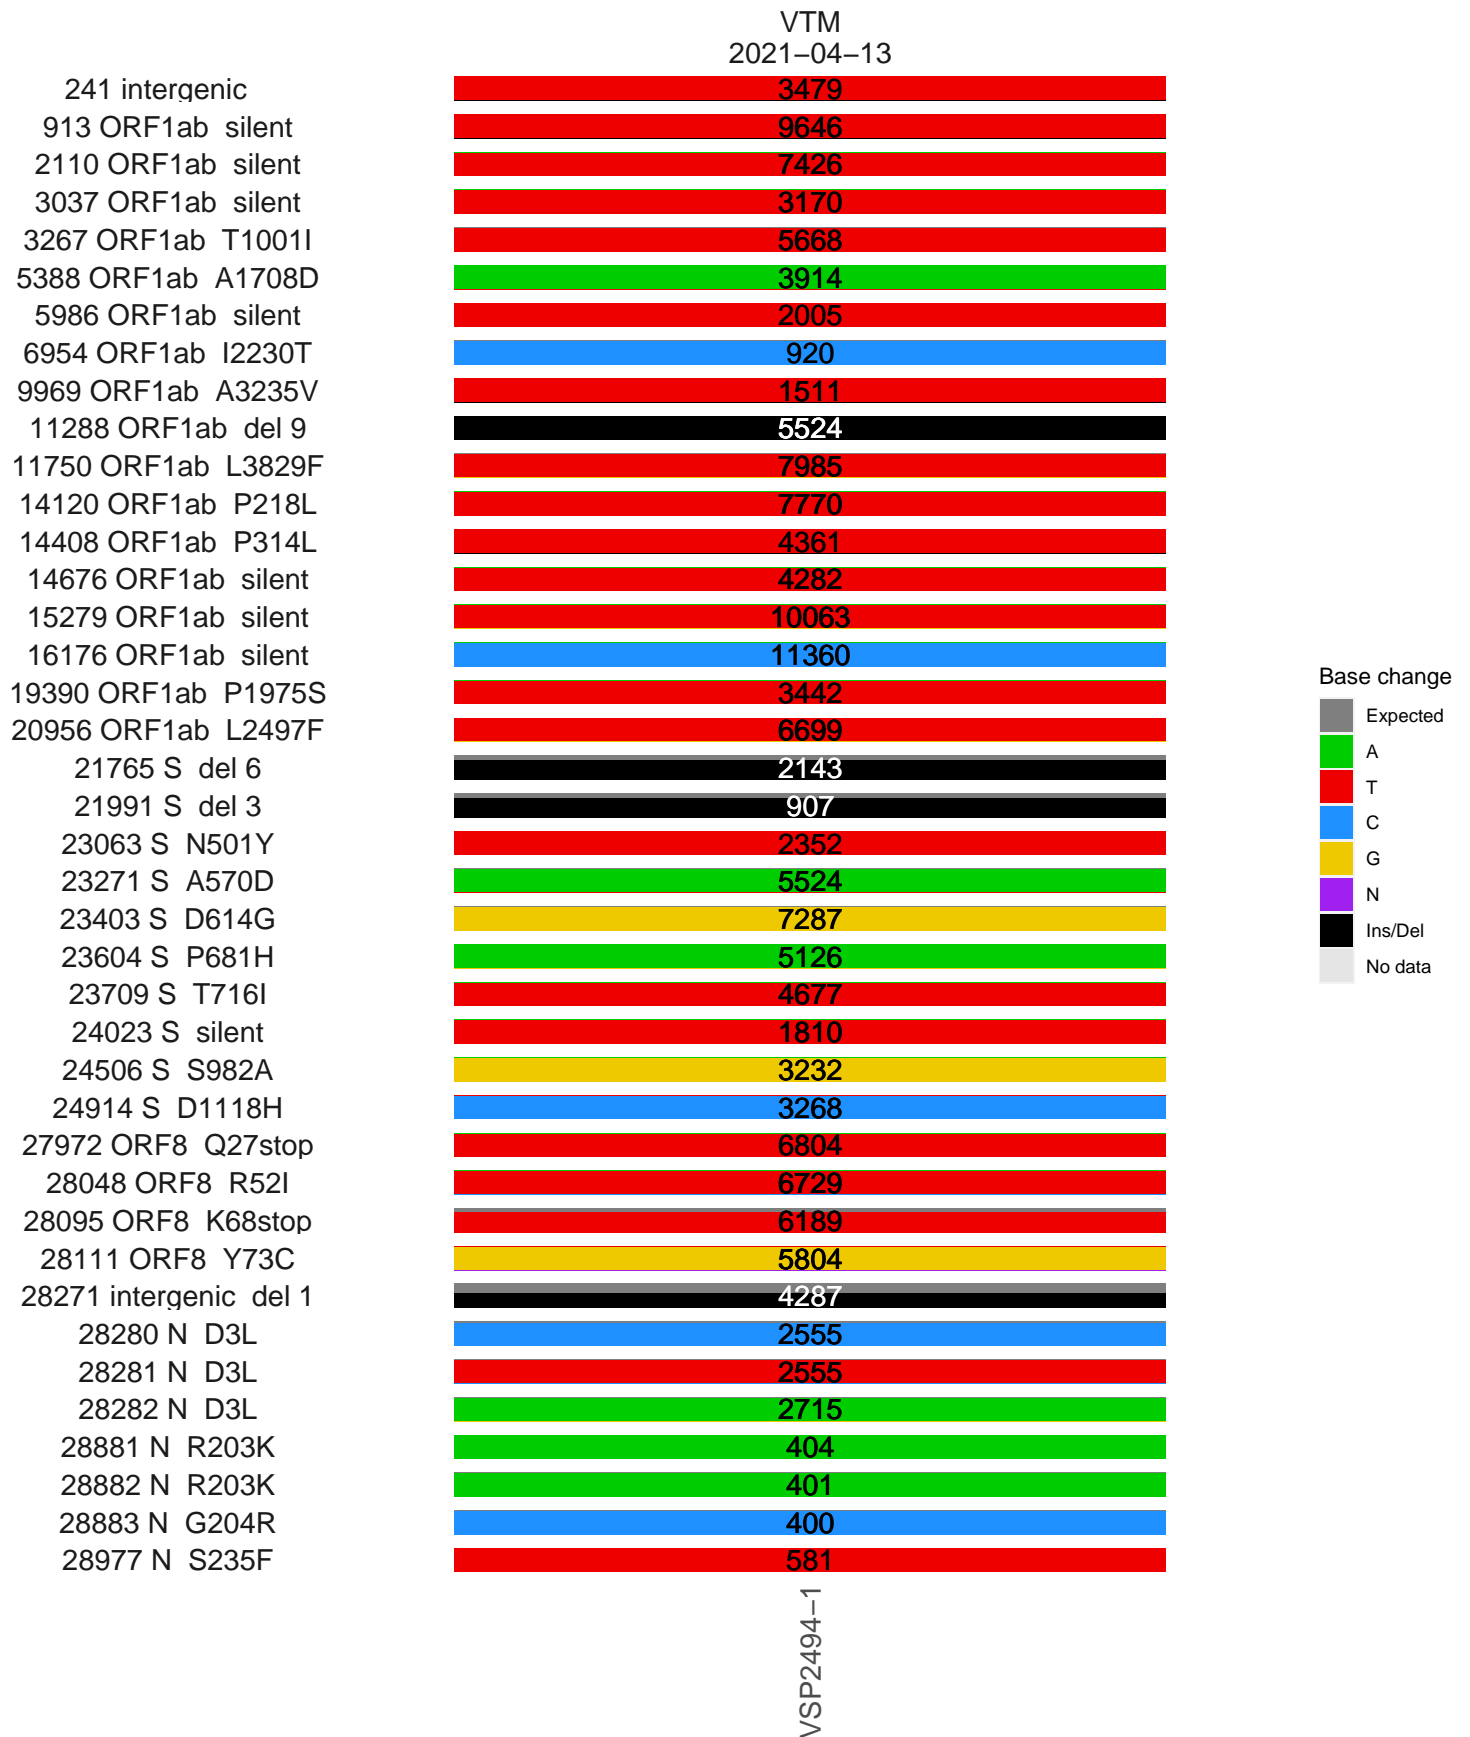 VTM
2021−04−13
241 intergenic 3479
913 ORF1ab silent 9646
2110 ORF1ab silent 7426
3037 ORF1ab silent 3170
3267 ORF1ab T1001I 5668
5388 ORF1ab A1708D 3914
5986 ORF1ab silent 2005
6954 ORF1ab I2230T 920
9969 ORF1ab A3235V 1511
11288 ORF1ab del 9 5524
11750 ORF1ab L3829F 7985
14120 ORF1ab P218L 7770
14408 ORF1ab P314L 4361
14676 ORF1ab silent 4282
15279 ORF1ab silent 10063
16176 ORF1ab silent 11360
19390 ORF1ab P1975S 3442
20956 ORF1ab L2497F 6699
21765 S del 6 2143
21991 S del 3 907
23063 S N501Y 2352
23271 S A570D 5524
23403 S D614G 7287
23604 S P681H 5126
23709 S T716I 4677
24023 S silent 1810
24506 S S982A 3232
24914 S D1118H 3268
27972 ORF8 Q27stop 6804
28048 ORF8 R52I 6729
28095 ORF8 K68stop 6189
28111 ORF8 Y73C 5804
28271 intergenic del 1 4287
28280 N D3L 2555
28281 N D3L 2555
28282 N D3L 2715
28881 N R203K 404
28882 N R203K 401
28883 N G204R 400
28977 N S235F 581
VSP2494−1
Base change
Expected
A
T
C
G
N
Ins/Del
No data